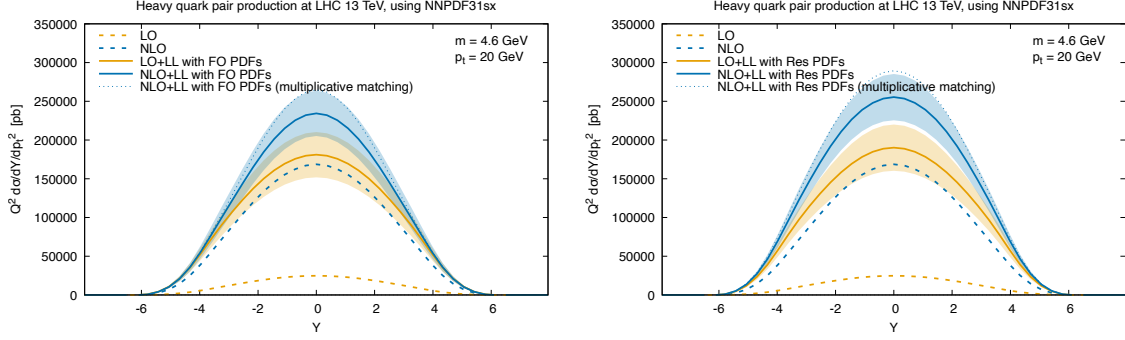 Heavy quark pair production at LHC 13 TeV, using NNPDF31sx
350000
300000
250000
200000
150000
100000
50000
0
Q² dσ/dY/dpₜ² [pb]
LO
NLO
LO+LL with FO PDFs
NLO+LL with FO PDFs
NLO+LL with FO PDFs (multiplicative matching)
m = 4.6 GeV
pₜ = 20 GeV
-6 -4 -2 0 2 4 6
Y
Heavy quark pair production at LHC 13 TeV, using NNPDF31sx
350000
300000
250000
200000
150000
100000
50000
0
Q² dσ/dY/dpₜ² [pb]
LO
NLO
LO+LL with Res PDFs
NLO+LL with Res PDFs
NLO+LL with Res PDFs (multiplicative matching)
m = 4.6 GeV
pₜ = 20 GeV
-6 -4 -2 0 2 4 6 8
Y